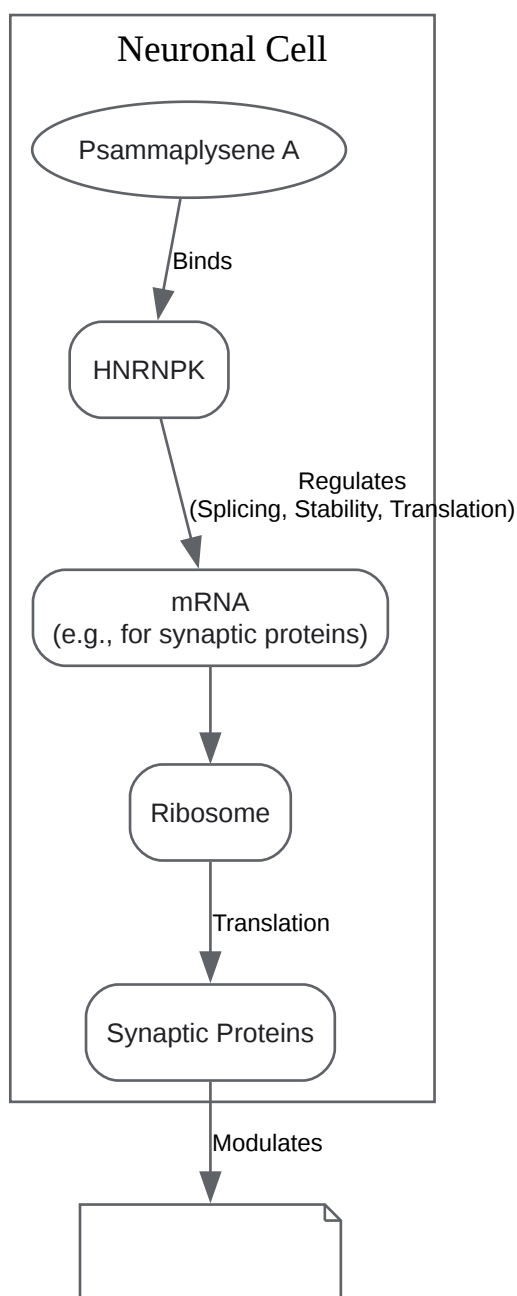 Neuronal Cell
Psammaplysene A
Binds
HNRNPK
Regulates
(Splicing, Stability, Translation)
mRNA
(e.g., for synaptic proteins)
Ribosome
Translation
Synaptic Proteins
Modulates